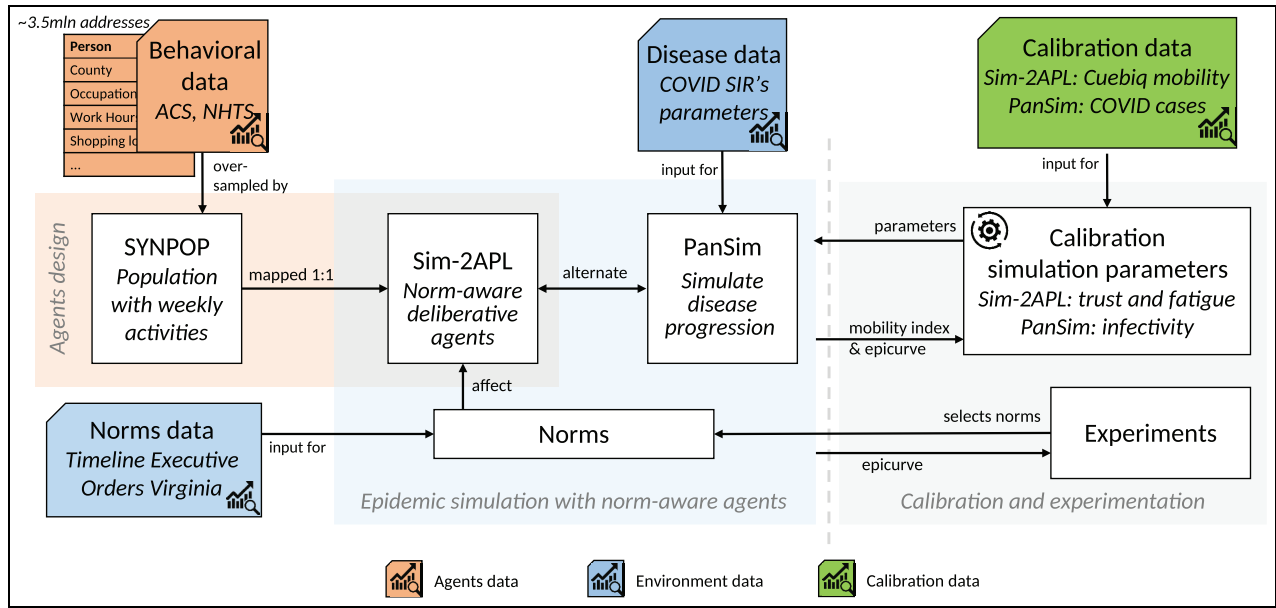 ~3.5mln addresses
Person
County
Occupation
Work Hour
Shopping lo
...
Behavioral
data
ACS, NHTS
Disease data
COVID SIR's
parameters
Calibration data
Sim-2APL: Cuebiq mobility
PanSim: COVID cases
over-
sampled by
input for
input for
Agents design
SYNPOP
Population
with weekly
activities
mapped 1:1
Sim-2APL
Norm-aware
deliberative
agents
alternate
PanSim
Simulate
disease
progression
parameters
mobility index
& epicurve
Calibration
simulation parameters
Sim-2APL: trust and fatigue
PanSim: infectivity
affect
Norms data
Timeline Executive
Orders Virginia
input for
Norms
selects norms
epicurve
Experiments
Epidemic simulation with norm-aware agents
Calibration and experimentation
Agents data
Environment data
Calibration data